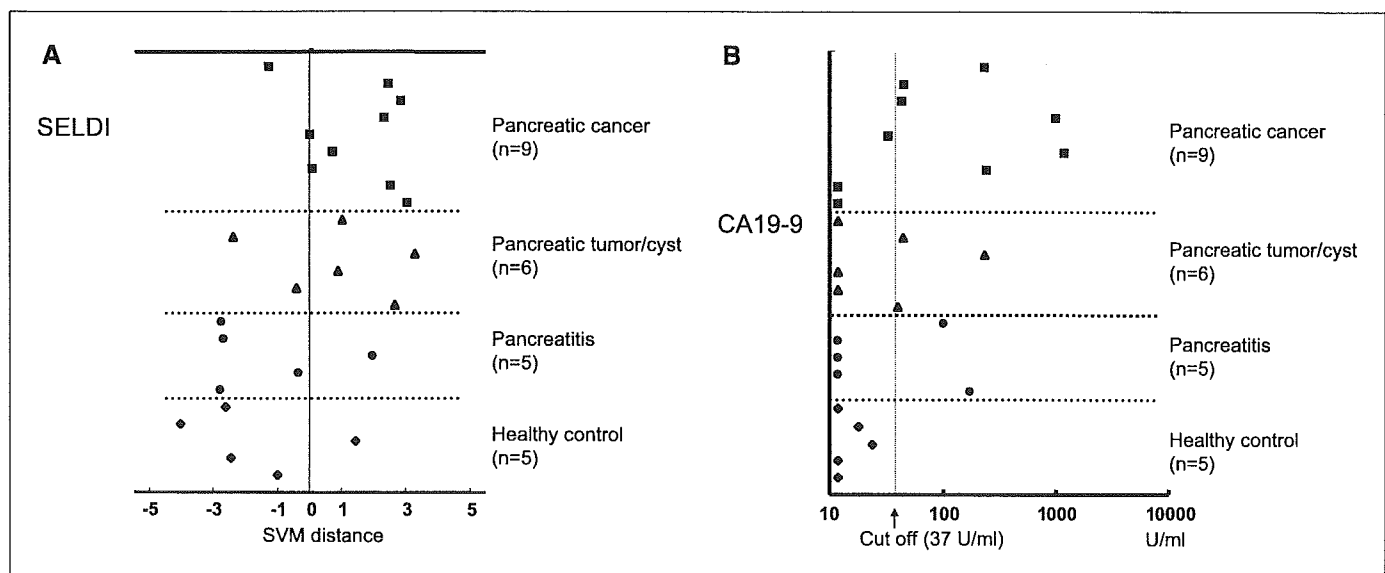 A
SELDI
Pancreatic cancer
(n=9)
Pancreatic tumor/cyst
(n=6)
Pancreatitis
(n=5)
Healthy control
(n=5)
-5 -3 -1 0 1 3 5
SVM distance
B
CA19-9
Pancreatic cancer
(n=9)
Pancreatic tumor/cyst
(n=6)
Pancreatitis
(n=5)
Healthy control
(n=5)
10 100 1000 10000
Cut off (37 U/ml) U/ml